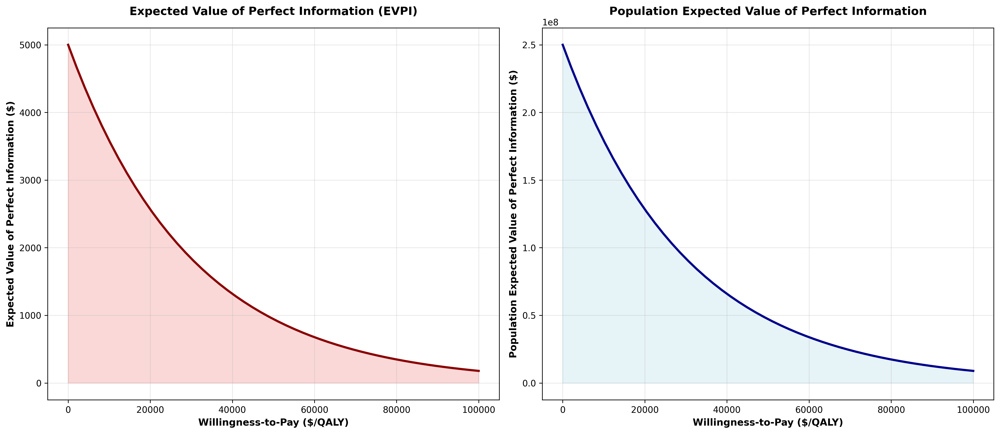 Expected Value of Perfect Information (EVPI)
Expected Value of Perfect Information ($)
5000
4000
3000
2000
1000
0
0 20000 40000 60000 80000 100000
Willingness-to-Pay ($/QALY)
Population Expected Value of Perfect Information
1e8
Population Expected Value of Perfect Information ($)
2.5
2.0
1.5
1.0
0.5
0.0
0 20000 40000 60000 80000 100000
Willingness-to-Pay ($/QALY)